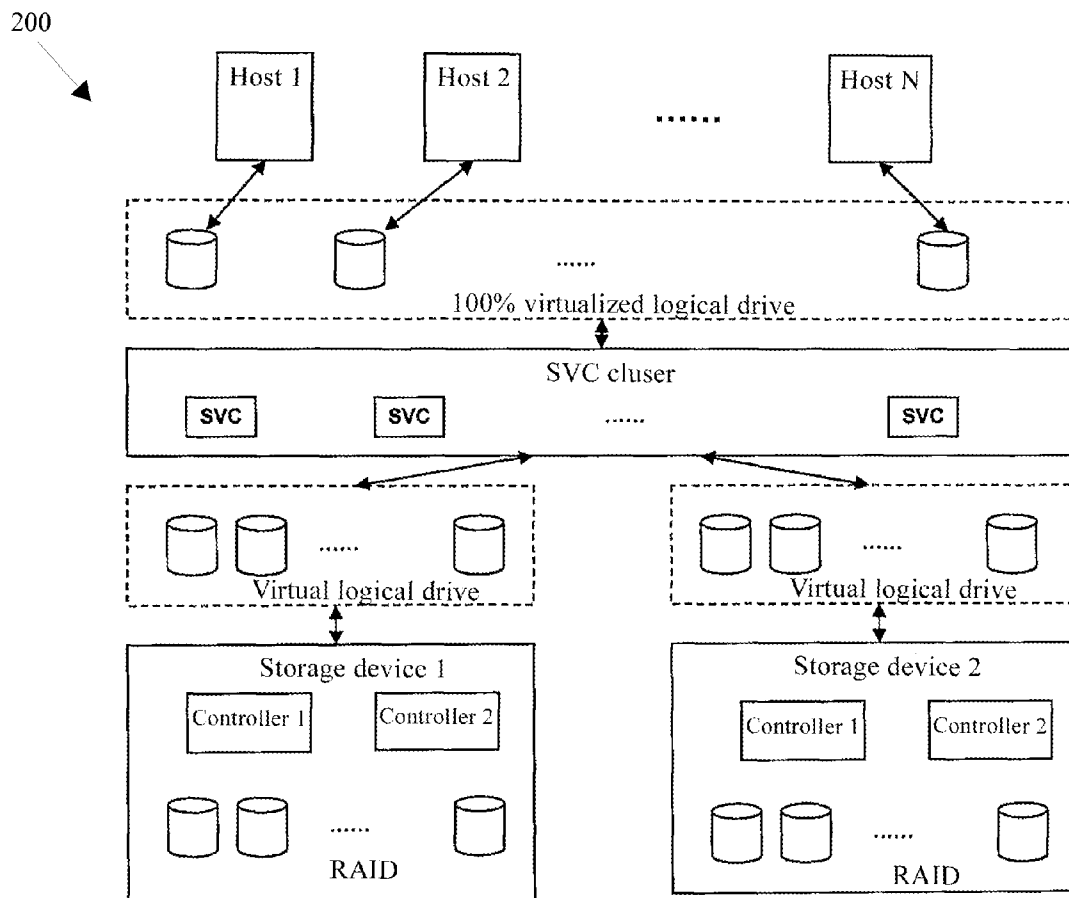 200
Host 1
Host 2
......
Host N
......
100% virtualized logical drive
SVC cluser
SVC
SVC
......
SVC
......
Virtual logical drive
......
Virtual logical drive
Storage device 1
Controller 1
Controller 2
......
RAID
Storage device 2
Controller 1
Controller 2
......
RAID